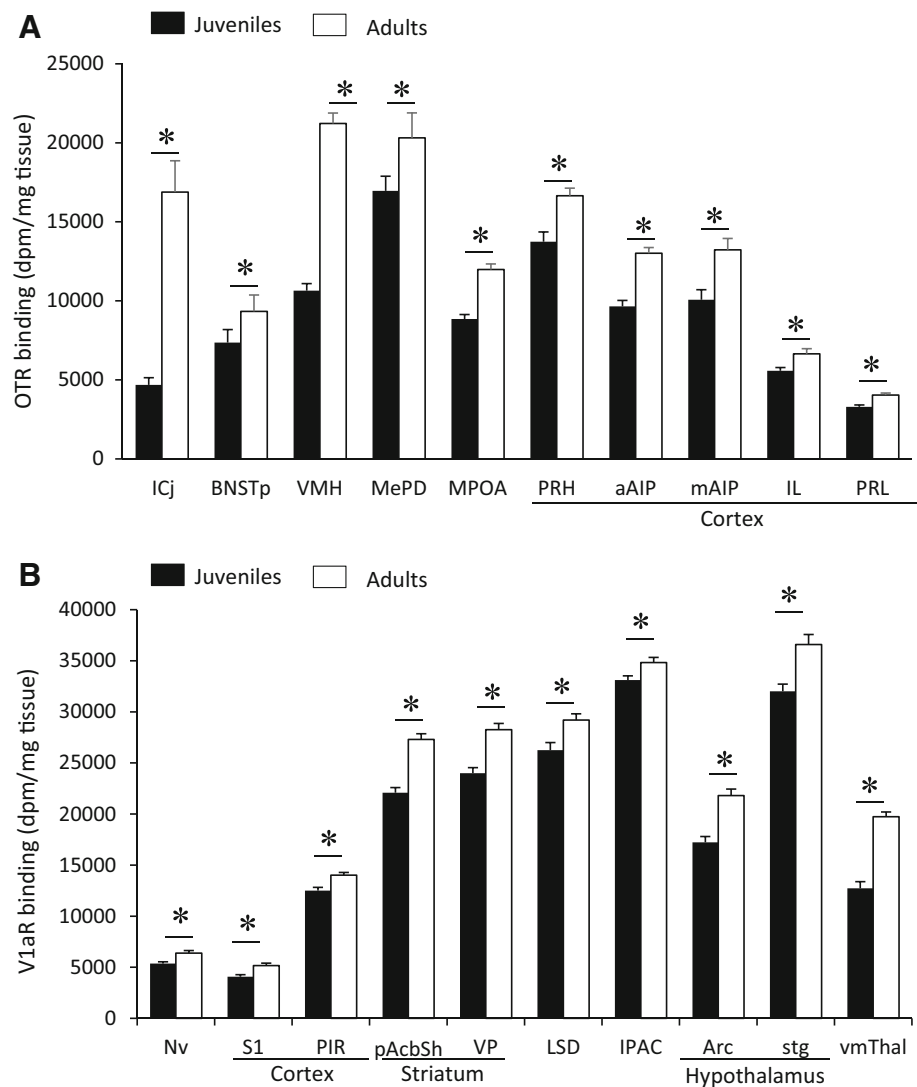 A
Juveniles Adults
OTR binding (dpm/mg tissue)
25000
20000
15000
10000
5000
0
* * * * * * * * * *
ICj BNSTp VMH MePD MPOA PRH aAIP mAIP IL PRL
Cortex
B
Juveniles Adults
V1aR binding (dpm/mg tissue)
40000
35000
30000
25000
20000
15000
10000
5000
0
* * * * * * * * * *
Nv S1 PIR pAcbSh VP LSD IPAC Arc stg vmThal
Cortex Striatum Hypothalamus